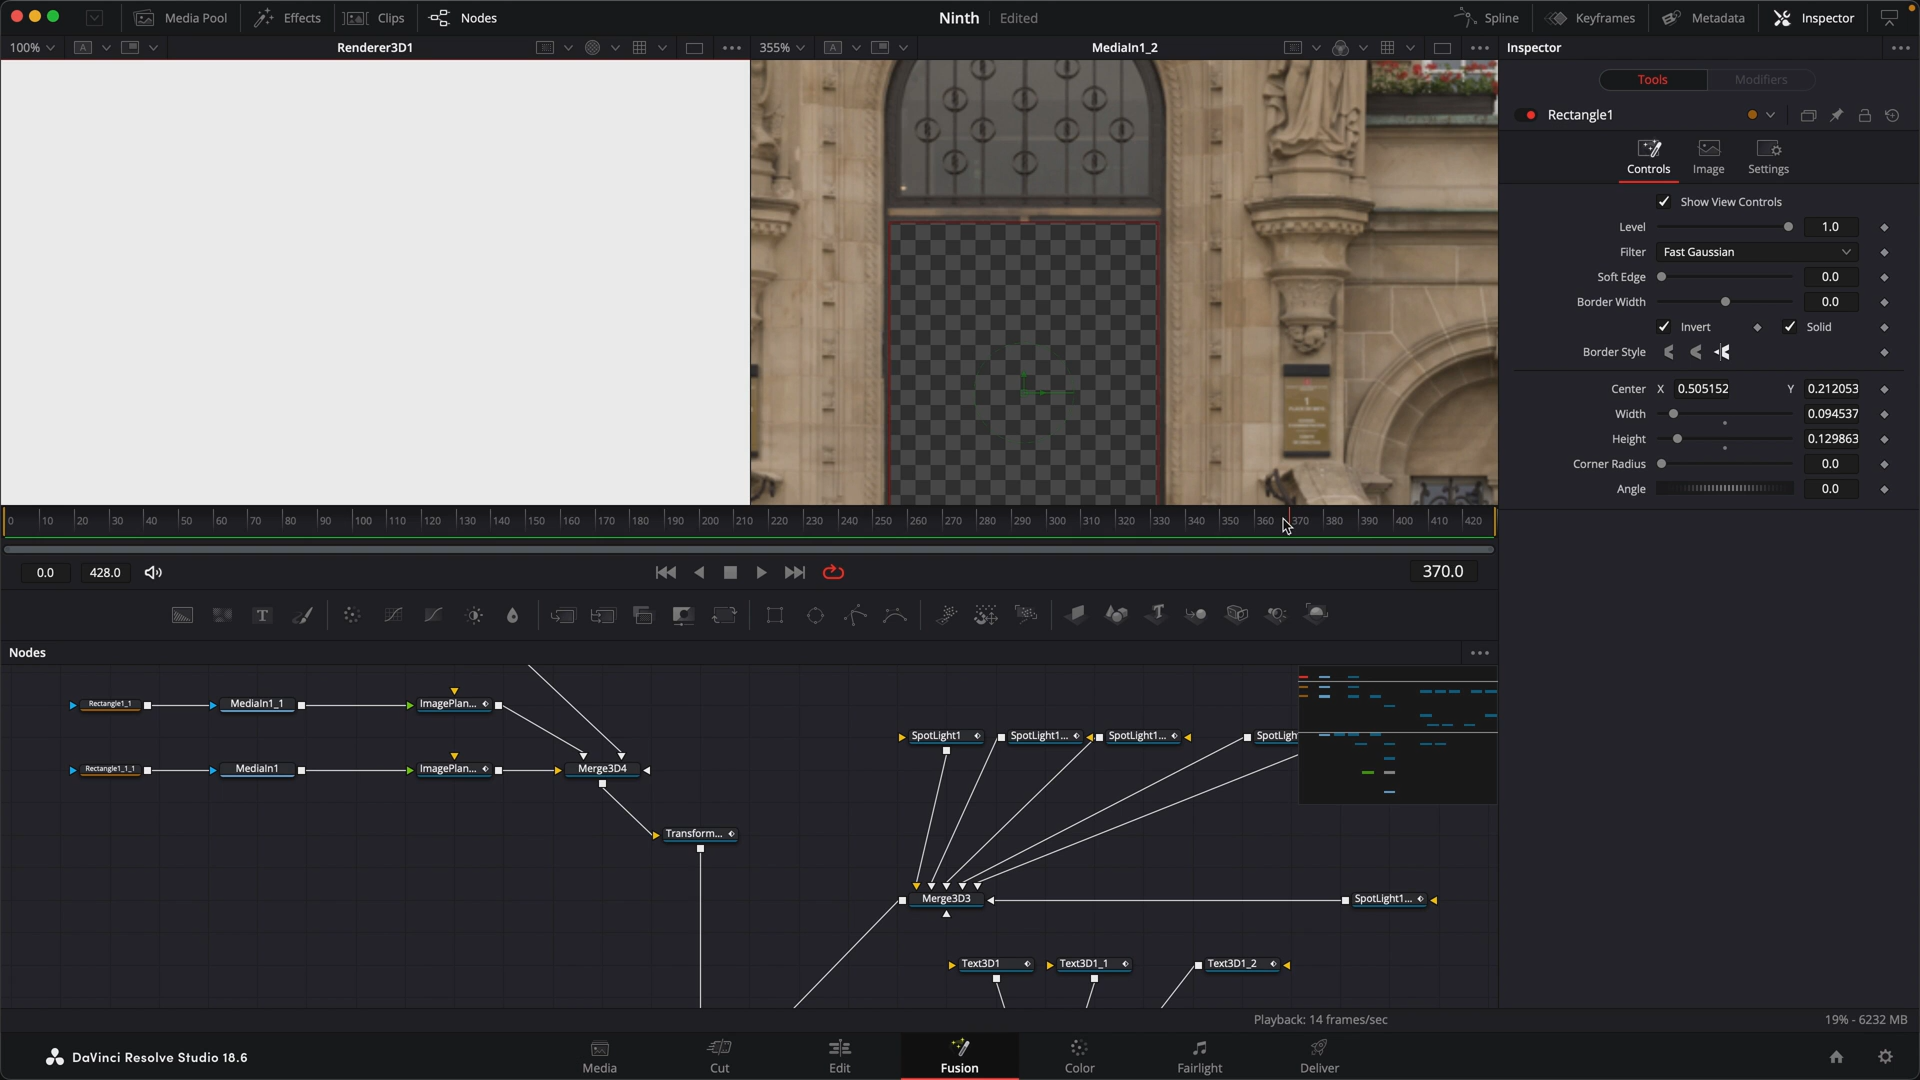 Media Pool
Effects
Clips
Nodes
Ninth
Edited
Spline
Keyframes
Metadata
Inspector
100%
A
Renderer3D1
355%
A
MediaIn1_2
Inspector
Tools
Modifiers
Rectangle1
Controls
Image
Settings
Show View Controls
Level
1.0
Filter
Fast Gaussian
Soft Edge
0.0
Border Width
0.0
Invert
Solid
Border Style
Center X 0.505152 Y 0.212053
Width
0.094537
Height
0.129863
Corner Radius
0.0
Angle
0.0
0 10 20 30 40 50 60 70 80 90 100 110 120 130 140 150 160 170 180 190 200 210 220 230 240 250 260 270 280 290 300 310 320 330 340 350 360 370 380 390 400 410 420
0.0
428.0
370.0
T
Nodes
Rectangle1_1
MediaIn1_1
ImagePlan...
Rectangle1_1_1
MediaIn1
ImagePlan...
Merge3D4
Transform...
SpotLight1
SpotLight1...
SpotLight1...
SpotLigh
Merge3D3
SpotLight1...
Text3D1
Text3D1_1
Text3D1_2
Playback: 14 frames/sec
19% - 6232 MB
DaVinci Resolve Studio 18.6
Media
Cut
Edit
Fusion
Color
Fairlight
Deliver